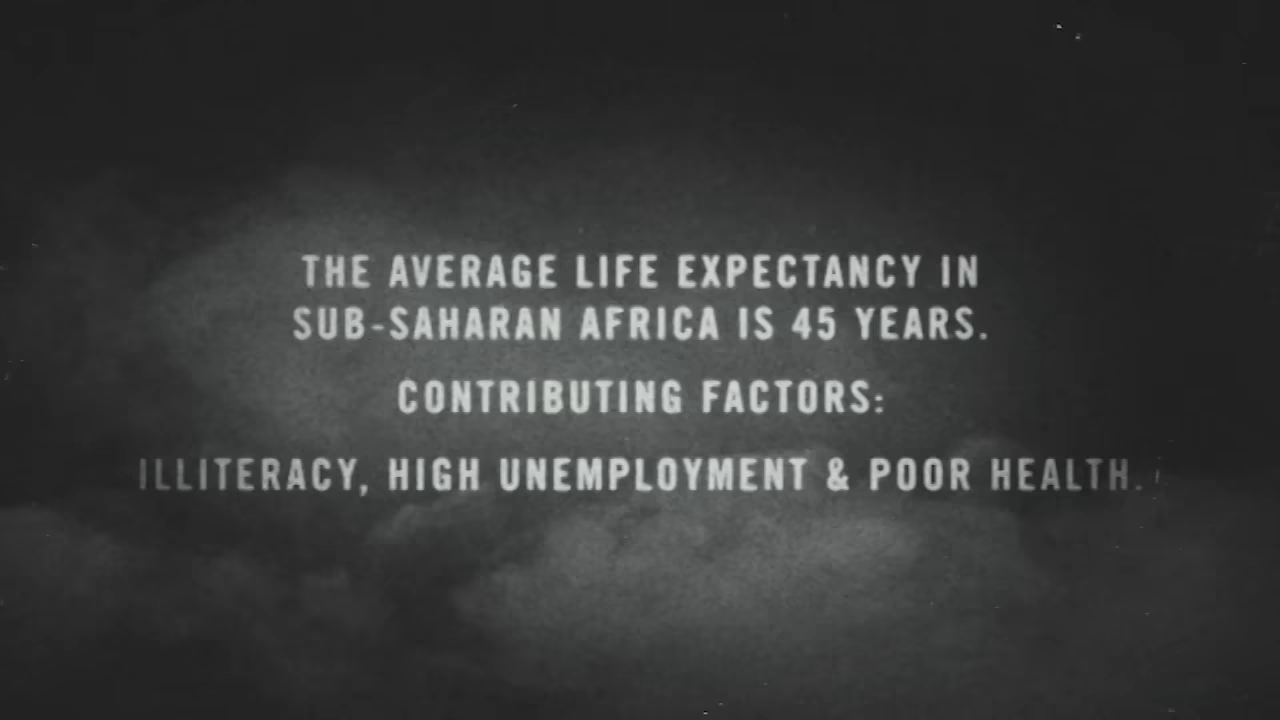 THE AVERAGE LIFE EXPECTANCY IN
SUB-SAHARAN AFRICA IS 45 YEARS.
CONTRIBUTING FACTORS:
ILLITERACY, HIGH UNEMPLOYMENT & POOR HEALTH.